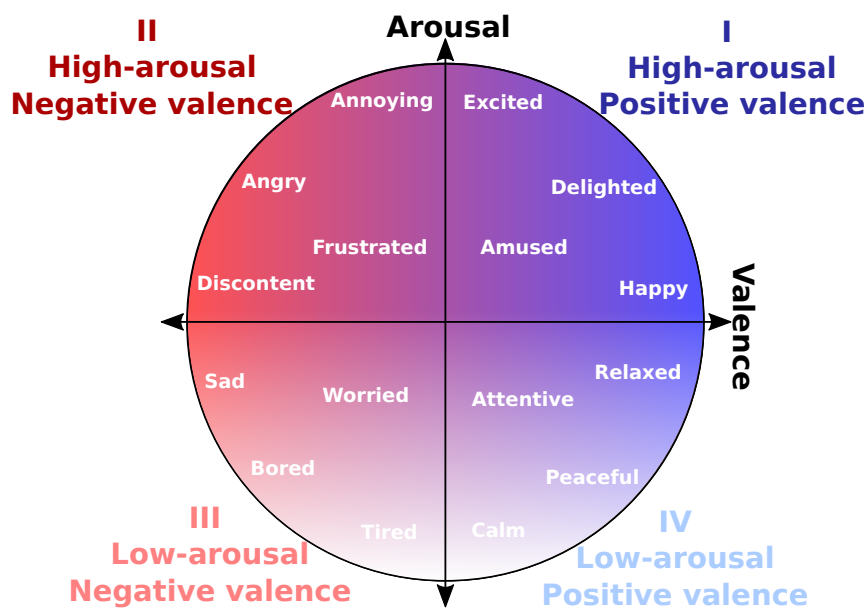 II
High-arousal
Negative valence
Arousal
I
High-arousal
Positive valence
Annoying
Excited
Angry
Delighted
Frustrated
Amused
Discontent
Happy
Valence
Sad
Relaxed
Worried
Attentive
Bored
Peaceful
Tired
Calm
III
Low-arousal
Negative valence
IV
Low-arousal
Positive valence